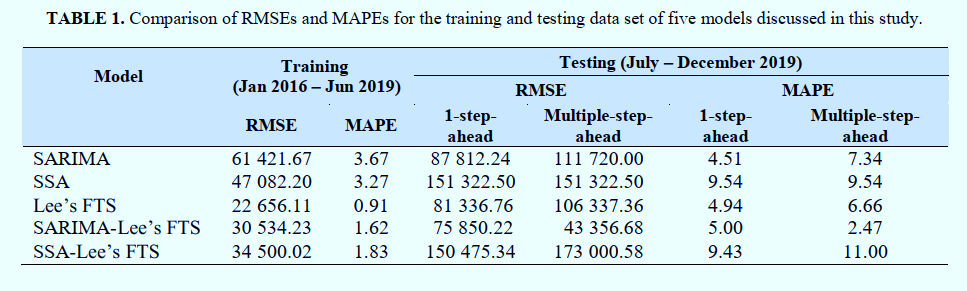 TABLE 1. Comparison of RMSEs and MAPEs for the training and testing data set of five models discussed in this study.
Model Training Testing (July – December 2019)
(Jan 2016 – Jun 2019) RMSE MAPE
RMSE MAPE 1-step- Multiple-step- 1-step- Multiple-step-
ahead ahead ahead ahead
SARIMA 61 421.67 3.67 87 812.24 111 720.00 4.51 7.34
SSA 47 082.20 3.27 151 322.50 151 322.50 9.54 9.54
Lee's FTS 22 656.11 0.91 81 336.76 106 337.36 4.94 6.66
SARIMA-Lee's FTS 30 534.23 1.62 75 850.22 43 356.68 5.00 2.47
SSA-Lee's FTS 34 500.02 1.83 150 475.34 173 000.58 9.43 11.00